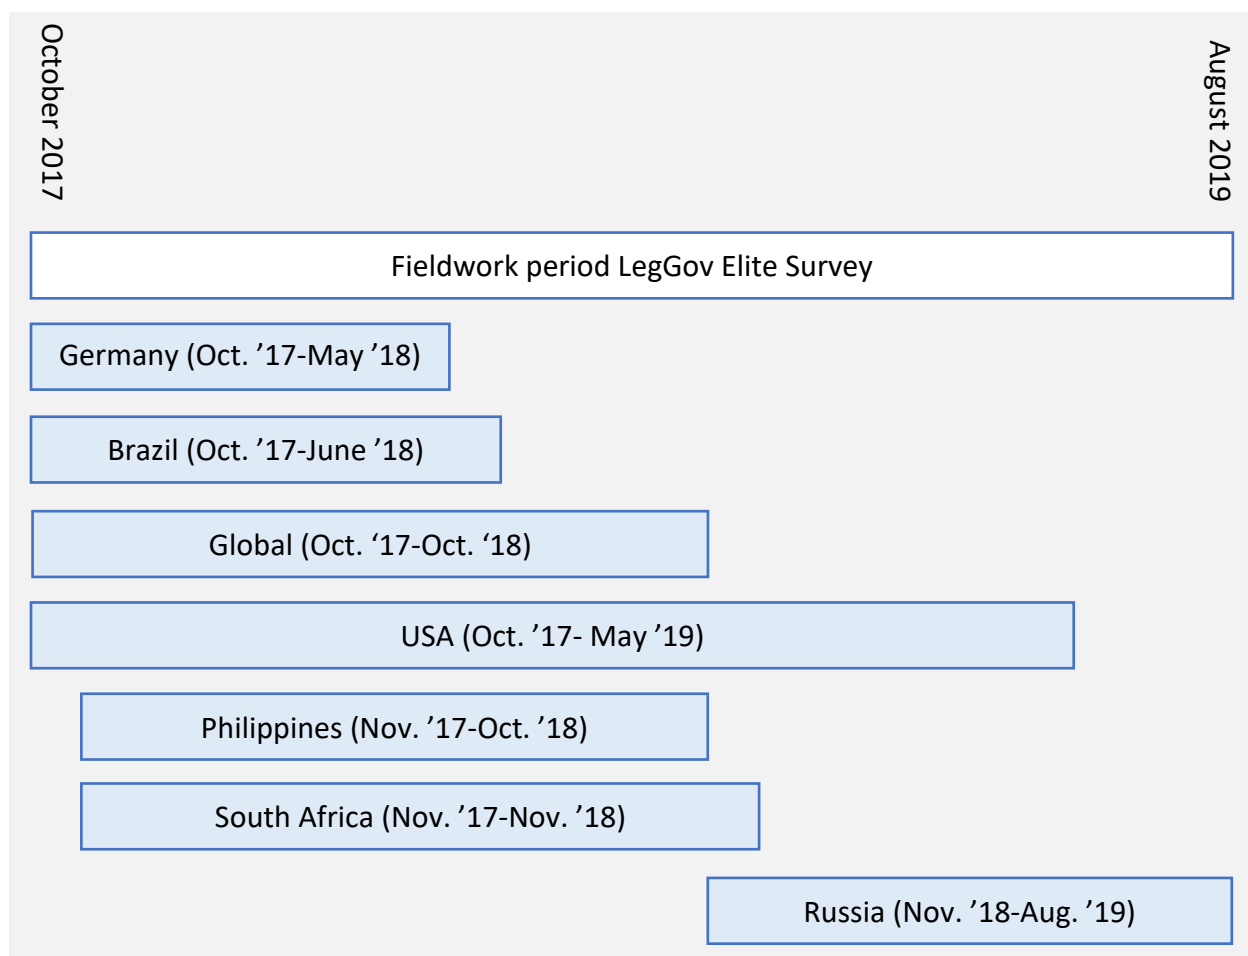 October 2017
August 2019
Fieldwork period LegGov Elite Survey
Germany (Oct. ’17-May ’18)
Brazil (Oct. ’17-June ’18)
Global (Oct. ‘17-Oct. ‘18)
USA (Oct. ’17- May ’19)
Philippines (Nov. ’17-Oct. ’18)
South Africa (Nov. ’17-Nov. ’18)
Russia (Nov. ’18-Aug. ’19)